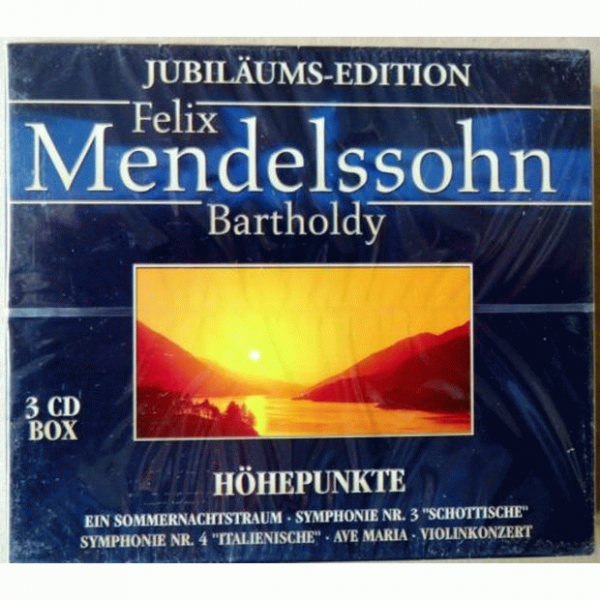 JUBILÄUMS-EDITION
Felix
Mendelssohn
Bartholdy
3 CD
BOX
HÖHEPUNKTE
EIN SOMMERNACHTSTRAUM · SYMPHONIE NR. 3 "SCHOTTISCHE"
SYMPHONIE NR. 4 "ITALIENISCHE" · AVE MARIA · VIOLINKONZERT